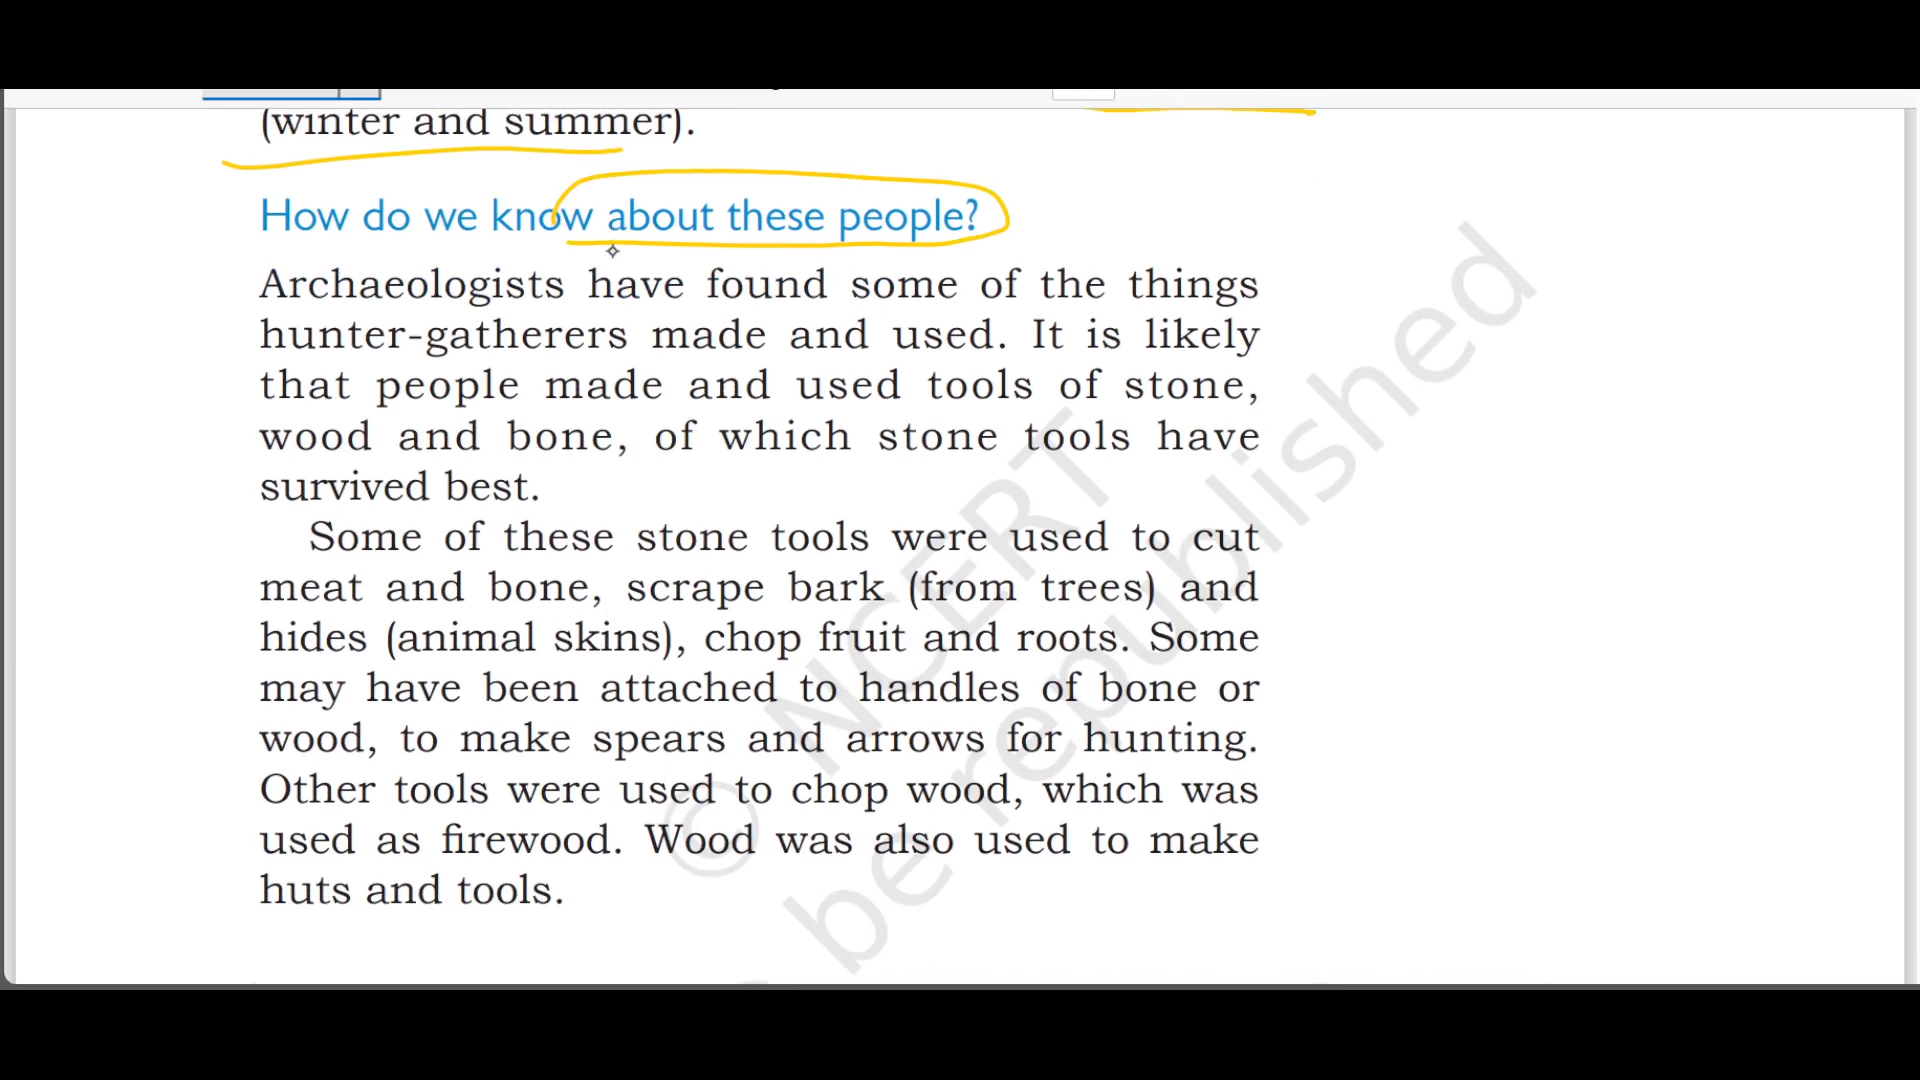 (winter and summer).
How do we know about these people?
Archaeologists have found some of the things
hunter-gatherers made and used. It is likely
that people made and used tools of stone,
wood and bone, of which stone tools have
survived best.
Some of these stone tools were used to cut
meat and bone, scrape bark (from trees) and
hides (animal skins), chop fruit and roots. Some
may have been attached to handles of bone or
wood, to make spears and arrows for hunting.
Other tools were used to chop wood, which was
used as firewood. Wood was also used to make
huts and tools.
© NCERT
be republished